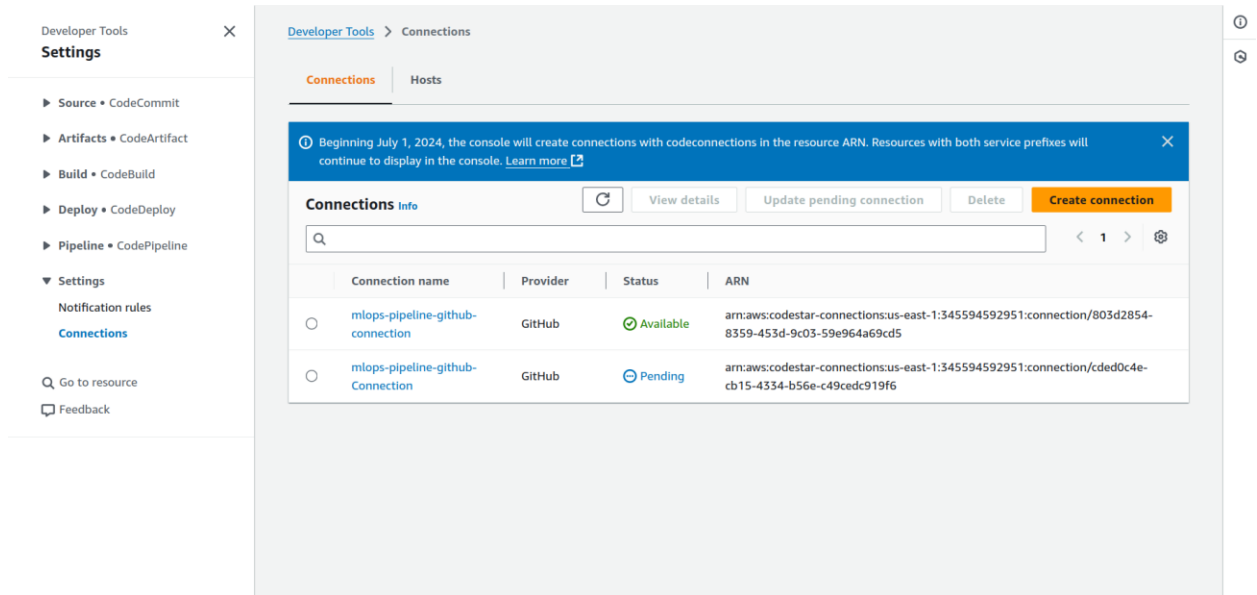 Developer Tools
Settings
Source • CodeCommit
Artifacts • CodeArtifact
Build • CodeBuild
Deploy • CodeDeploy
Pipeline • CodePipeline
Settings
Notification rules
Connections
Go to resource
Feedback
Developer Tools > Connections
Connections Hosts
Beginning July 1, 2024, the console will create connections with codeconnections in the resource ARN. Resources with both service prefixes will
continue to display in the console. Learn more
Connections Info View details Update pending connection Delete Create connection
< 1 >
Connection name Provider Status ARN
mlops-pipeline-github-
connection
GitHub
Available
arn:aws:codestar-connections:us-east-1:345594592951:connection/803d2854-
8359-453d-9c03-59e964a69cd5
mlops-pipeline-github-
Connection
GitHub
Pending
arn:aws:codestar-connections:us-east-1:345594592951:connection/cded0c4e-
cb15-4334-b56e-c49cedc919f6